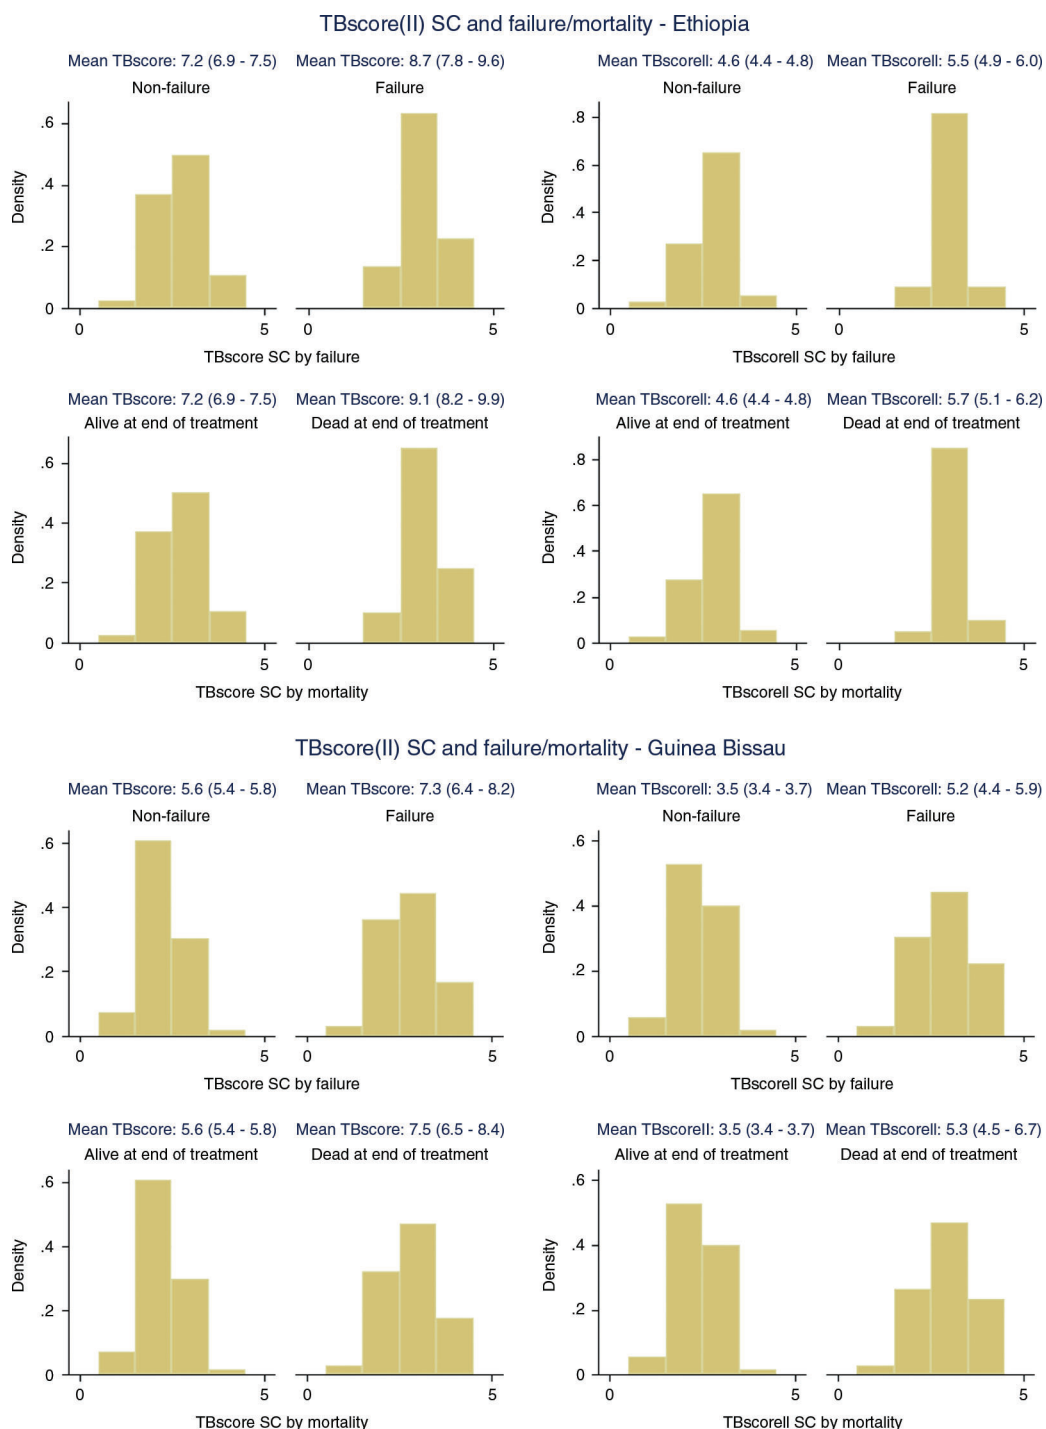 TBscore(II) SC and failure/mortality - Ethiopia
Mean TBscore: 7.2 (6.9 - 7.5) Mean TBscore: 8.7 (7.8 - 9.6) Mean TBscorell: 4.6 (4.4 - 4.8) Mean TBscorell: 5.5 (4.9 - 6.0)
Non-failure Failure Non-failure Failure
.6 .4 .2 0 Density .8 .6 .4 .2 0 Density
0 5 0 5 0 5 0 5
TBscore SC by failure TBscorell SC by failure
Mean TBscore: 7.2 (6.9 - 7.5) Mean TBscore: 9.1 (8.2 - 9.9) Mean TBscorell: 4.6 (4.4 - 4.8) Mean TBscorell: 5.7 (5.1 - 6.2)
Alive at end of treatment Dead at end of treatment Alive at end of treatment Dead at end of treatment
.6 .4 .2 0 Density .8 .6 .4 .2 0 Density
0 5 0 5 0 5 0 5
TBscore SC by mortality TBscorell SC by mortality
TBscore(II) SC and failure/mortality - Guinea Bissau
Mean TBscore: 5.6 (5.4 - 5.8) Mean TBscore: 7.3 (6.4 - 8.2) Mean TBscorell: 3.5 (3.4 - 3.7) Mean TBscorell: 5.2 (4.4 - 5.9)
Non-failure Failure Non-failure Failure
.6 .4 .2 0 Density .6 .4 .2 0 Density
0 5 0 5 0 5 0 5
TBscore SC by failure TBscorell SC by failure
Mean TBscore: 5.6 (5.4 - 5.8) Mean TBscore: 7.5 (6.5 - 8.4) Mean TBscoreII: 3.5 (3.4 - 3.7) Mean TBscorell: 5.3 (4.5 - 6.7)
Alive at end of treatment Dead at end of treatment Alive at end of treatment Dead at end of treatment
.6 .4 .2 0 Density .6 .4 .2 0 Density
0 5 0 5 0 5 0 5
TBscore SC by mortality TBscorell SC by mortality